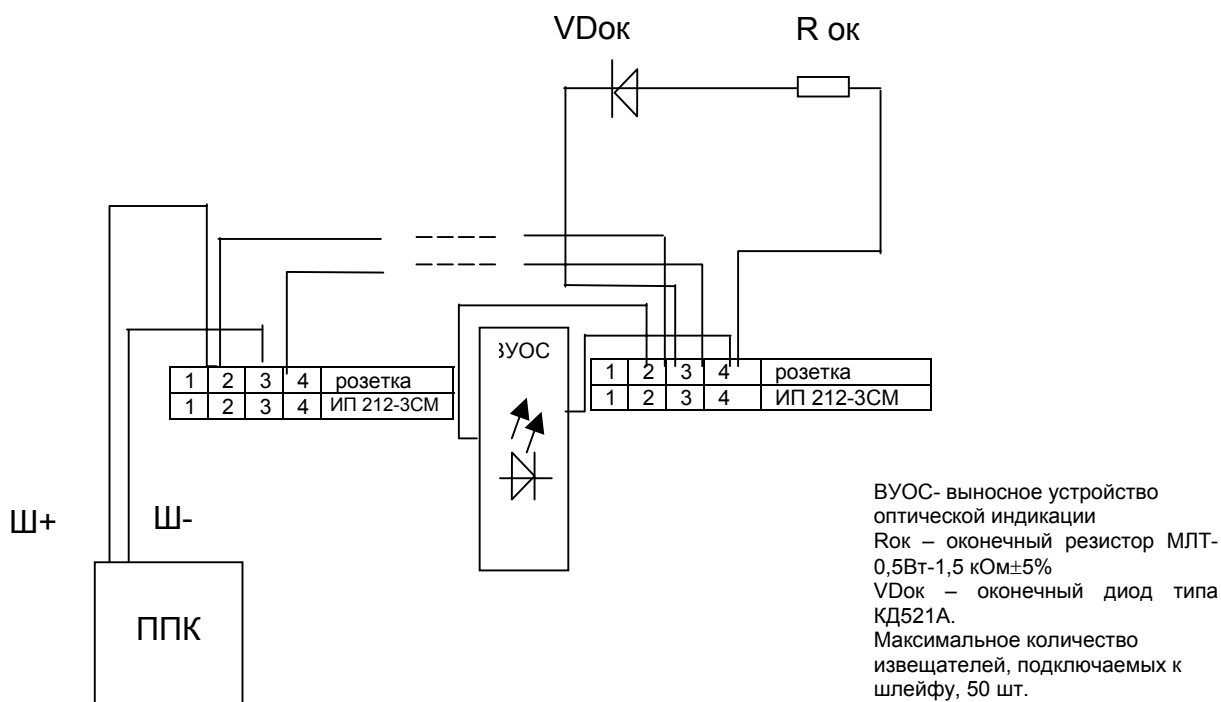 VDок R ок
ВУОС
1 2 3 4 розетка
1 2 3 4 ИП 212-3СМ
1 2 3 4 розетка
1 2 3 4 ИП 212-3СМ
Ш+ Ш-
ППК
ВУОС- выносное устройство
оптической индикации
Rок – оконечный резистор МЛТ-
0,5Вт-1,5 кОм±5%
VDок – оконечный диод типа
КД521А.
Максимальное количество
извещателей, подключаемых к
шлейфу, 50 шт.